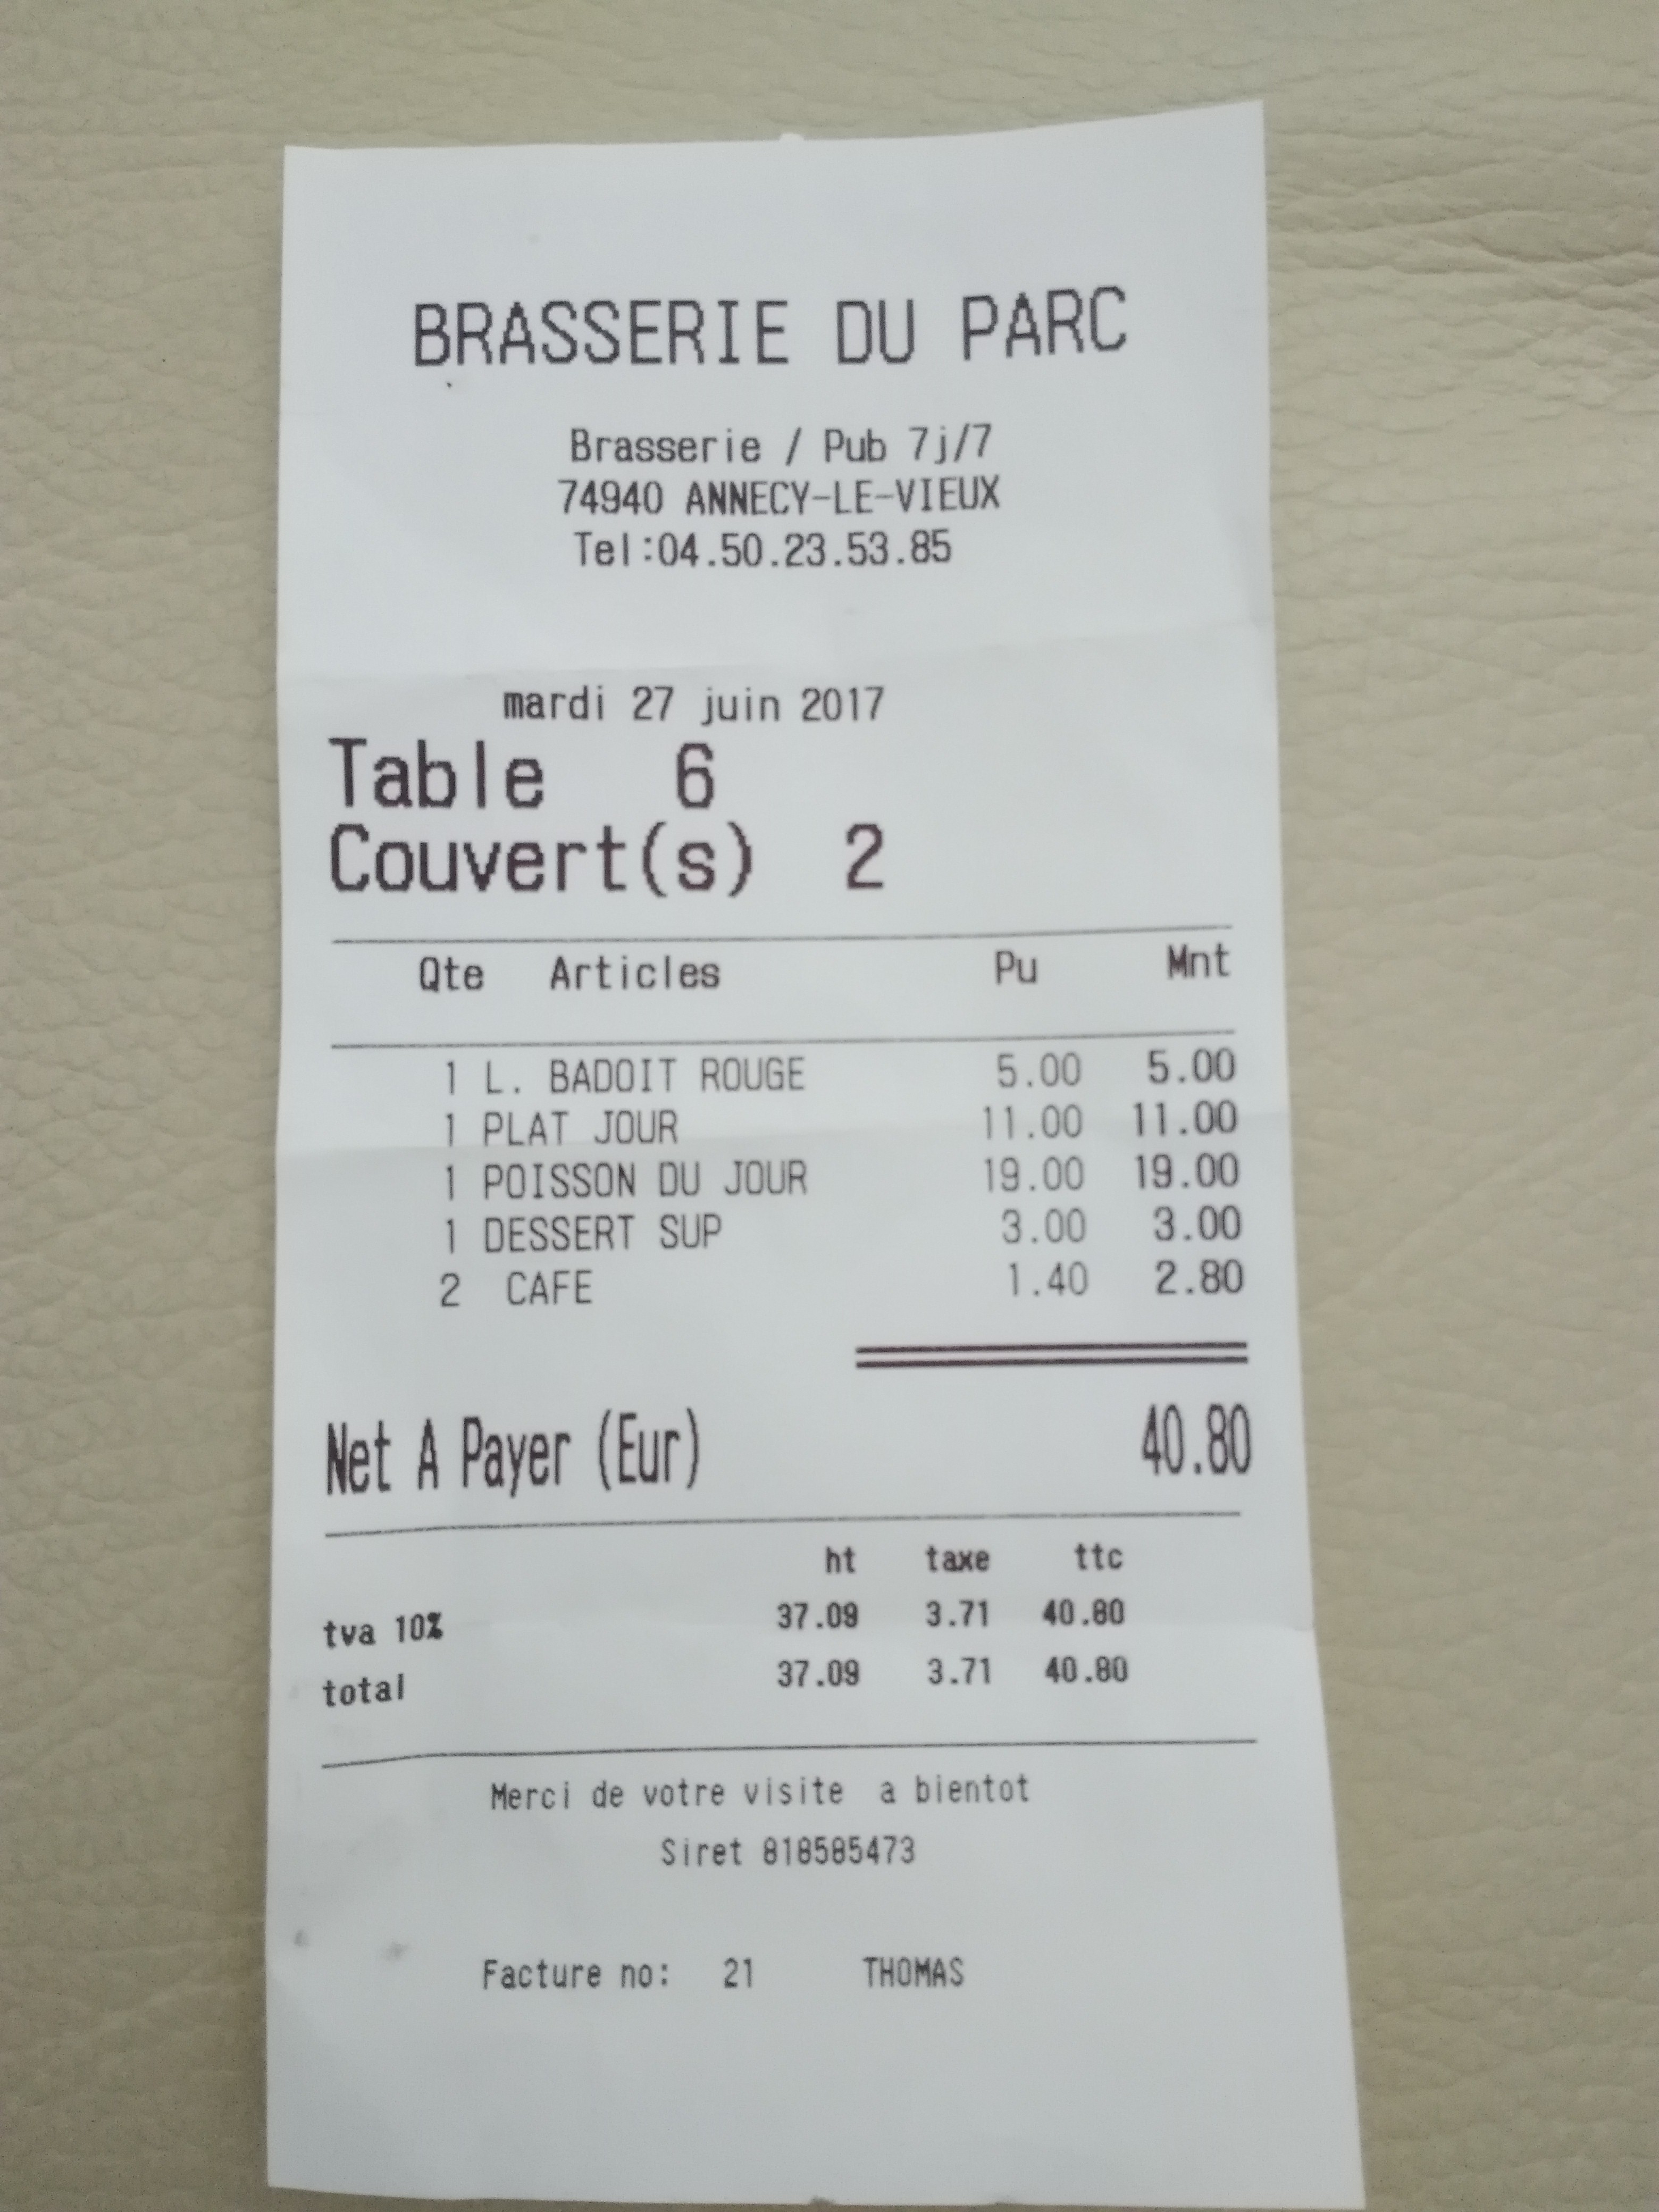 BRASSERIE DU PARC
Brasserie / Pub 7j/7
74940 ANNECY-LE-VIEUX
Tel:04.50.23.53.85
mardi 27 juin 2017
Table 6
Couvert(s) 2
Qte Articles Pu Mnt
1 L. BADOIT ROUGE 5.00 5.00
1 PLAT JOUR 11.00 11.00
1 POISSON DU JOUR 19.00 19.00
1 DESSERT SUP 3.00 3.00
2 CAFE 1.40 2.80
Net A Payer (Eur) 40.80
ht taxe ttc
tva 10% 37.09 3.71 40.80
total 37.09 3.71 40.80
Merci de votre visite a bientot
Siret 818585473
Facture no: 21 THOMAS